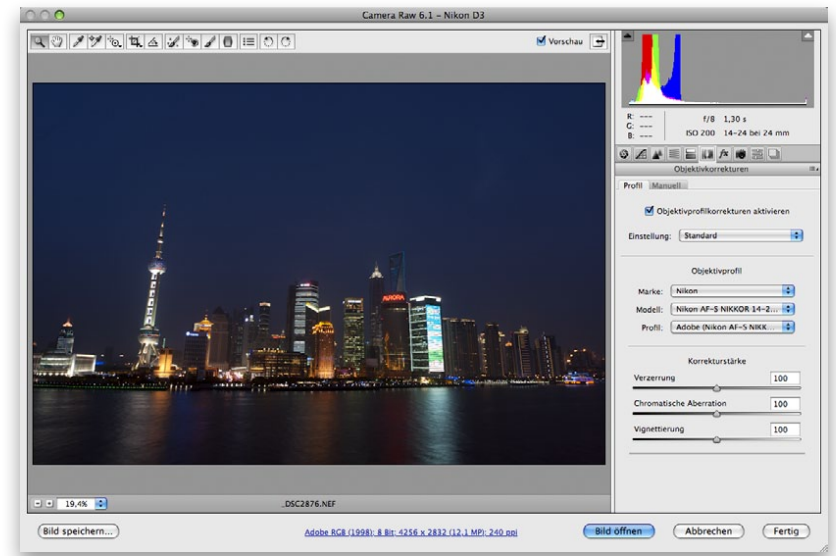 Camera Raw 6.1 – Nikon D3
Vorschau
R: ---
G: ---
B: ---
f/8 1,30 s
ISO 200 14-24 bei 24 mm
Objektivkorrekturen
Profil Manuell
Objektivprofilkorrekturen aktivieren
Einstellung: Standard
Objektivprofil
Marke: Nikon
Modell: Nikon AF-S NIKKOR 14-2...
Profil: Adobe (Nikon AF-S NIKK...
Korrekturstärke
Verzerrung 100
Chromatische Aberration 100
Vignettierung 100
AURORA
19,4%
_DSC2876.NEF
Bild speichern...
Adobe RGB (1998); 8 Bit; 4256 x 2832 (12,1 MP); 240 ppi
Bild öffnen
Abbrechen
Fertig